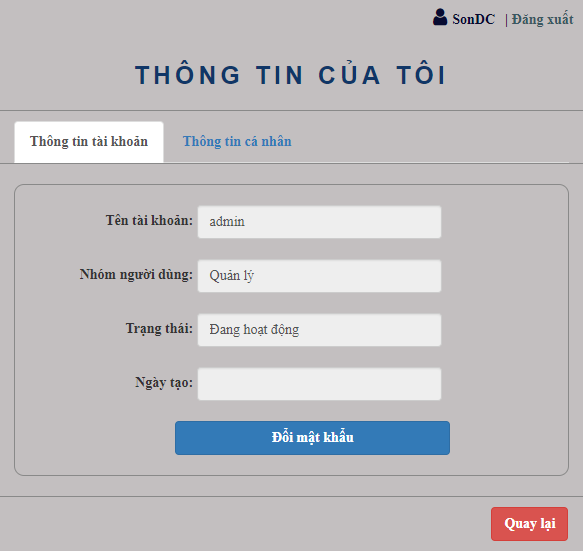 SonDC | Đăng xuất
THÔNG TIN CỦA TÔI
Thông tin tài khoản Thông tin cá nhân
Tên tài khoản: admin
Nhóm người dùng: Quản lý
Trạng thái: Đang hoạt động
Ngày tạo:
Đổi mật khẩu
Quay lại